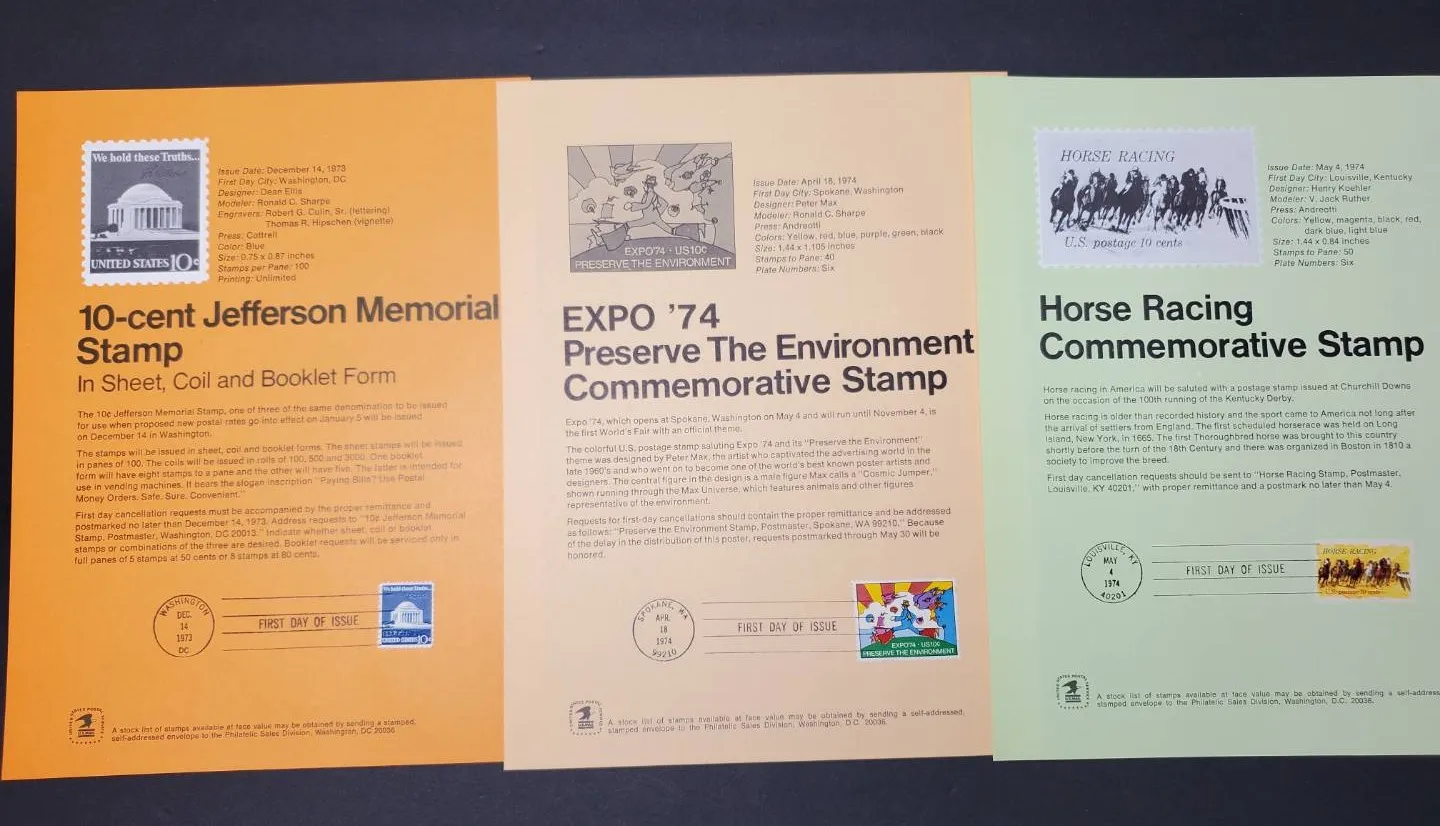 We hold these Truths...
UNITED STATES 10c
Issue Date: December 14, 1973
First Day City: Washington, DC
Designer: Dean Ellis
Modeler: Ronald C. Sharpe
Engravers: Robert G. Culin, Sr. (lettering)
Thomas R. Hipschen (vignette)
Press: Cottrell
Color: Blue
Size: 0.75 x 0.87 inches
Stamps per Pane: 100
Printing: Unlimited
10-cent Jefferson Memorial
Stamp
In Sheet, Coil and Booklet Form
The 10¢ Jefferson Memorial Stamp, one of three of the same denomination to be issued
for use when proposed new postal rates go into effect on January 5 will be issued
on December 14 in Washington.
The stamps will be issued in sheet, coil and booklet forms. The sheet stamps will be issued
in panes of 100. The coils will be issued in rolls of 100, 500 and 3000. One booklet
form will have eight stamps to a pane and the other will have five. The latter is intended for
use in vending machines. It bears the slogan inscription "Paying Bills? Use Postal
Money Orders. Safe. Sure. Convenient."
First day cancellation requests must be accompanied by the proper remittance and
postmarked no later than December 14, 1973. Address requests to "10¢ Jefferson Memorial
Stamp, Postmaster, Washington, DC 20013." Indicate whether sheet, coil or booklet
stamps or combinations of the three are desired. Booklet requests will be serviced only in
full panes of 5 stamps at 50 cents or 8 stamps at 80 cents.
WASHINGTON
DEC.
14
1973
DC
FIRST DAY OF ISSUE
We hold these Truths...
UNITED STATES 10c
A stock list of stamps available at face value may be obtained by sending a stamped,
self-addressed envelope to the Philatelic Sales Division, Washington, DC 20036
EXPO'74 · US10¢
PRESERVE THE ENVIRONMENT
Issue Date: April 18, 1974
First Day City: Spokane, Washington
Designer: Peter Max
Modeler: Ronald C. Sharpe
Press: Andreotti
Colors: Yellow, red, blue, purple, green, black
Size: 1.44 x 1.105 inches
Stamps to Pane: 40
Plate Numbers: Six
EXPO '74
Preserve The Environment
Commemorative Stamp
Expo '74, which opens at Spokane, Washington on May 4 and will run until November 4, is
the first World's Fair with an official theme.
The colorful U.S. postage stamp saluting Expo '74 and its "Preserve the Environment"
theme was designed by Peter Max, the artist who captivated the advertising world in the
late 1960's and who went on to become one of the world's best known poster artists and
designers. The central figure in the design is a male figure Max calls a "Cosmic Jumper,"
shown running through the Max Universe, which features animals and other figures
representative of the environment.
Requests for first-day cancellations should contain the proper remittance and be addressed
as follows: "Preserve the Environment Stamp, Postmaster, Spokane, WA 99210." Because
of the delay in the distribution of this poster, requests postmarked through May 30 will be
honored.
SPOKANE, WA
APR.
18
1974
99210
FIRST DAY OF ISSUE
EXPO'74 · US10¢
PRESERVE THE ENVIRONMENT
A stock list of stamps available at face value may be obtained by sending a self-addressed,
stamped envelope to the Philatelic Sales Division, Washington, D.C. 20036.
HORSE RACING
U.S. postage 10 cents
Issue Date: May 4, 1974
First Day City: Louisville, Kentucky
Designer: Henry Koehler
Modeler: V. Jack Ruther
Press: Andreotti
Colors: Yellow, magenta, black, red,
dark blue, light blue
Size: 1.44 x 0.84 inches
Stamps to Pane: 50
Plate Numbers: Six
Horse Racing
Commemorative Stamp
Horse racing in America will be saluted with a postage stamp issued at Churchill Downs
on the occasion of the 100th running of the Kentucky Derby.
Horse racing is older than recorded history and the sport came to America not long after
the arrival of settlers from England. The first scheduled horserace was held on Long
Island, New York, in 1665. The first Thoroughbred horse was brought to this country
shortly before the turn of the 18th Century and there was organized in Boston in 1810 a
society to improve the breed.
First day cancellation requests should be sent to "Horse Racing Stamp, Postmaster,
Louisville, KY 40201," with proper remittance and a postmark no later than May 4.
LOUISVILLE, KY
MAY
4
1974
40201
FIRST DAY OF ISSUE
HORSE RACING
U.S. postage 10 cents
A stock list of stamps available at face value may be obtained by sending a self-address
stamped envelope to the Philatelic Sales Division, Washington, D.C. 20036.